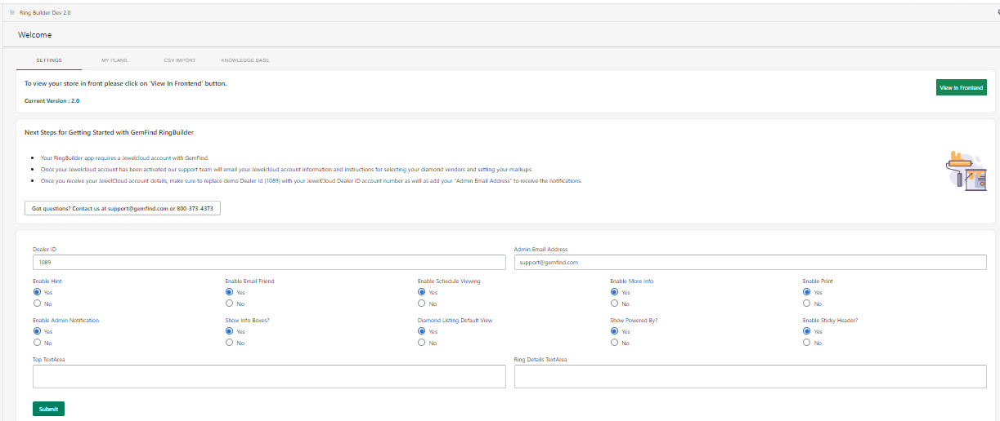 Ring Builder Dev 2.0
Welcome
SETTINGS MY PLANS CSV IMPORT KNOWLEDGE BASE
To view your store in front please click on 'View In Frontend' button.
View In Frontend
Current Version : 2.0
Next Steps for Getting Started with GemFind RingBuilder
Your RingBuilder app requires a Jewelcloud account with GemFind.
Once your Jewelcloud account has been activated our support team will email your Jewelcloud account information and instructions for selecting your diamond vendors and setting your markups.
Once you receive your JewelCloud account details, make sure to replace demo Dealer Id (1089) with your JewelCloud Dealer ID account number as well as add your "Admin Email Address" to receive the notifications.
Got questions? Contact us at support@gemfind.com or 800-373-4373
Dealer ID Admin Email Address
1089 support@gemfind.com
Enable Hint Enable Email Friend Enable Schedule Viewing Enable More Info Enable Print
Yes Yes Yes Yes Yes
No No No No No
Enable Admin Notification Show Info Boxes? Diamond Listing Default View Show Powered By? Enable Sticky Header?
Yes Yes Yes Yes Yes
No No No No No
Top TextArea Ring Details TextArea
Submit